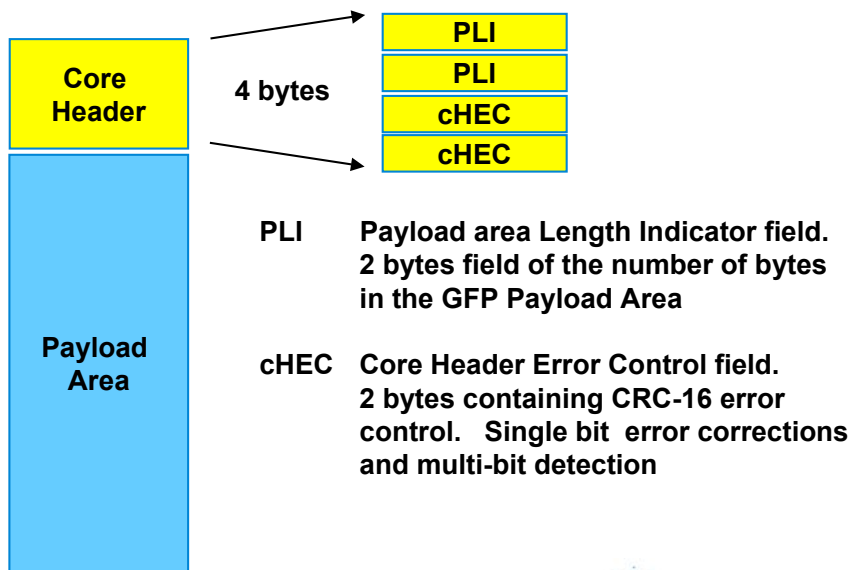 Core
Header
4 bytes
PLI
PLI
cHEC
cHEC
PLI Payload area Length Indicator field.
2 bytes field of the number of bytes
in the GFP Payload Area
Payload
Area
cHEC Core Header Error Control field.
2 bytes containing CRC-16 error
control. Single bit error corrections
and multi-bit detection